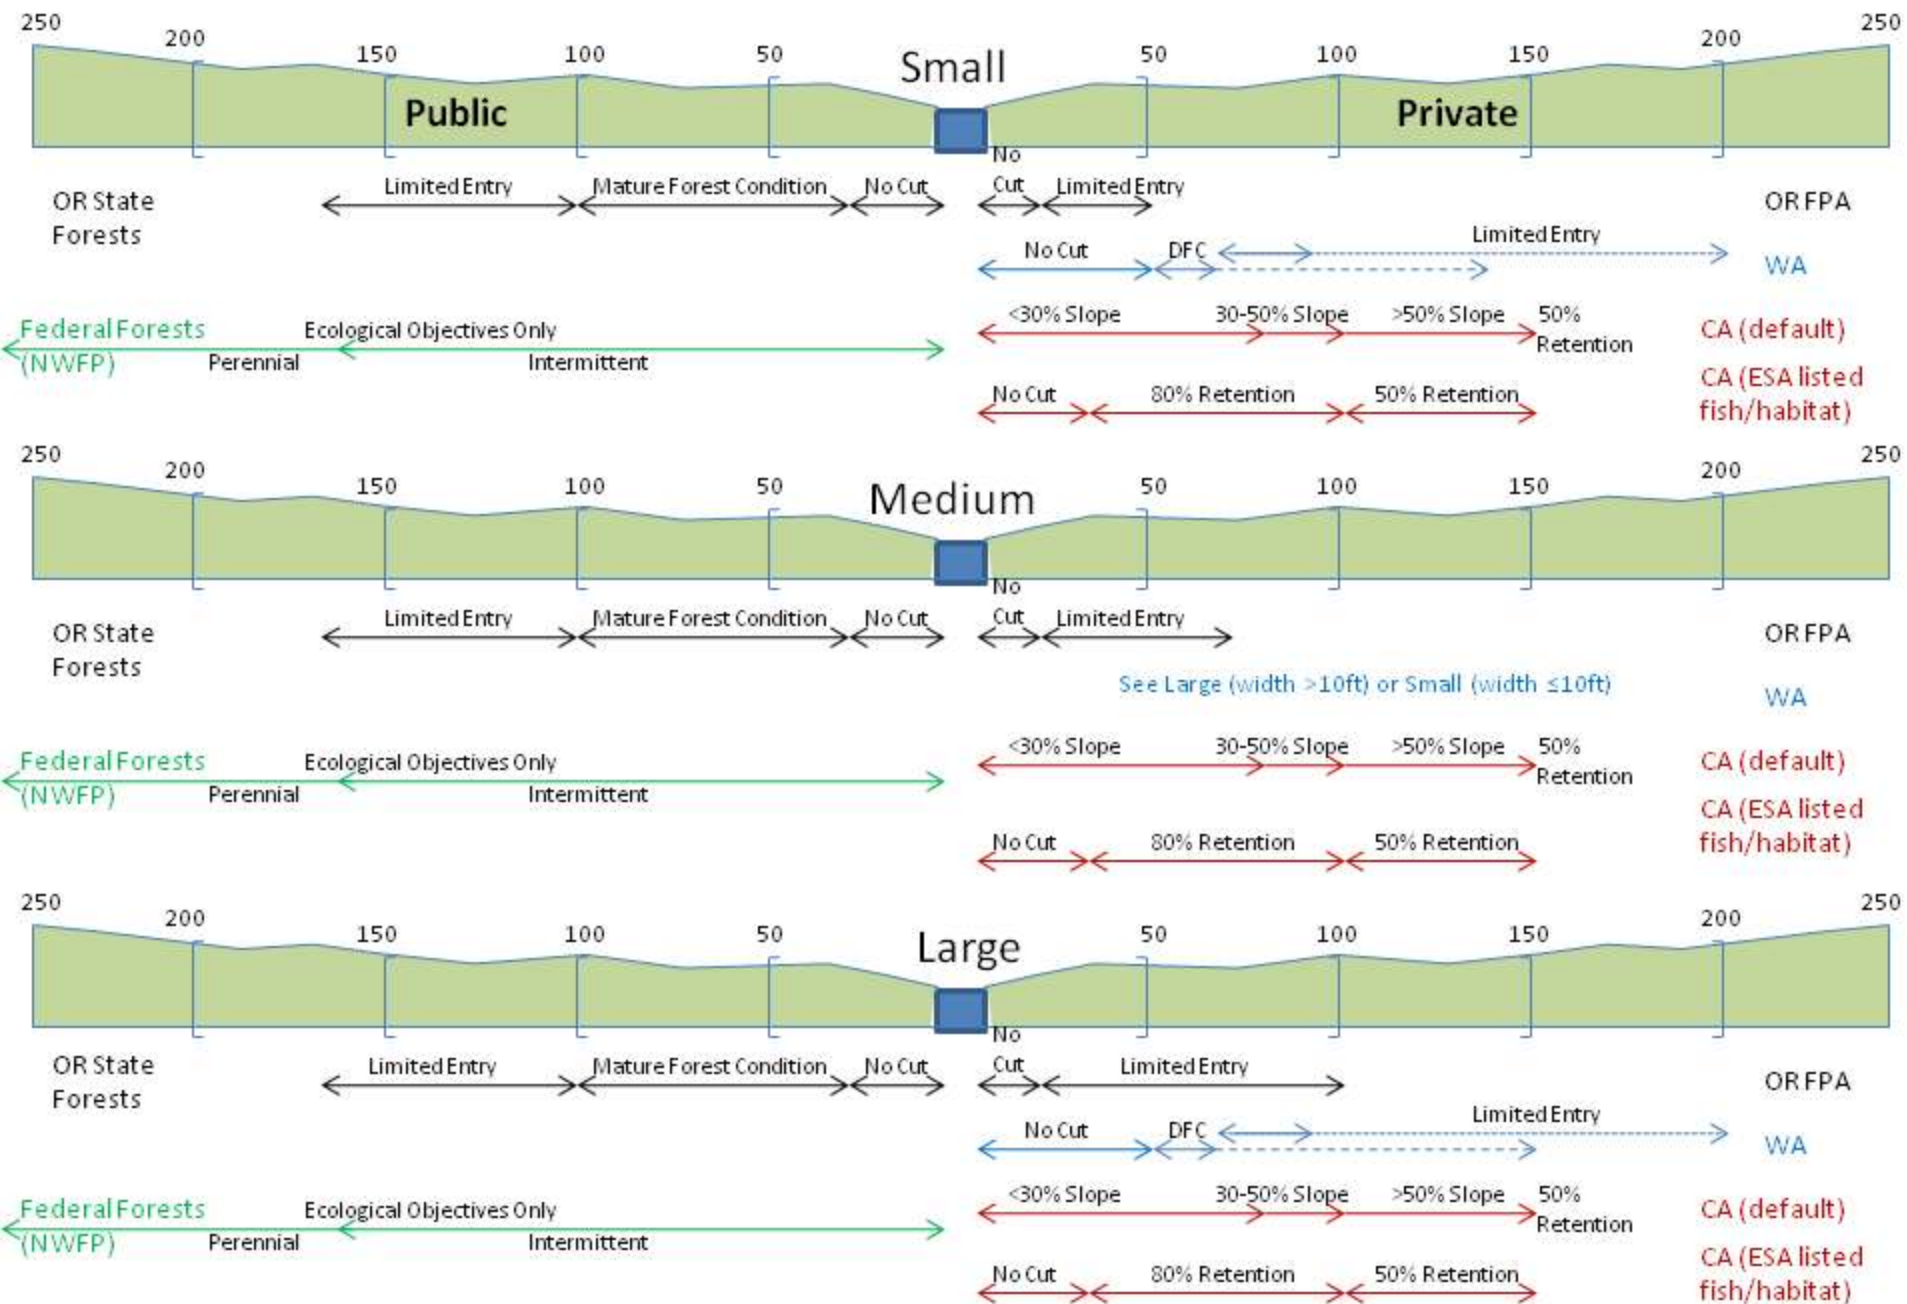 250 200 150 100 50 Small 50 100 150 200 250
Public Private
No
OR State Limited Entry Mature Forest Condition No Cut Cut Limited Entry OR FPA
Forests
No Cut DFC Limited Entry WA
Federal Forests Ecological Objectives Only <30% Slope 30-50% Slope >50% Slope 50% CA (default)
(NWFP) Perennial Intermittent Retention
No Cut 80% Retention 50% Retention CA (ESA listed
fish/habitat)
250 200 150 100 50 Medium 50 100 150 200 250
No
OR State Limited Entry Mature Forest Condition No Cut Cut Limited Entry OR FPA
Forests
See Large (width >10ft) or Small (width ≤10ft) WA
Federal Forests Ecological Objectives Only <30% Slope 30-50% Slope >50% Slope 50% CA (default)
(NWFP) Perennial Intermittent Retention
No Cut 80% Retention 50% Retention CA (ESA listed
fish/habitat)
250 200 150 100 50 Large 50 100 150 200 250
No
OR State Limited Entry Mature Forest Condition No Cut Cut Limited Entry OR FPA
Forests
No Cut DFC Limited Entry WA
Federal Forests Ecological Objectives Only <30% Slope 30-50% Slope >50% Slope 50% CA (default)
(NWFP) Perennial Intermittent Retention
No Cut 80% Retention 50% Retention CA (ESA listed
fish/habitat)